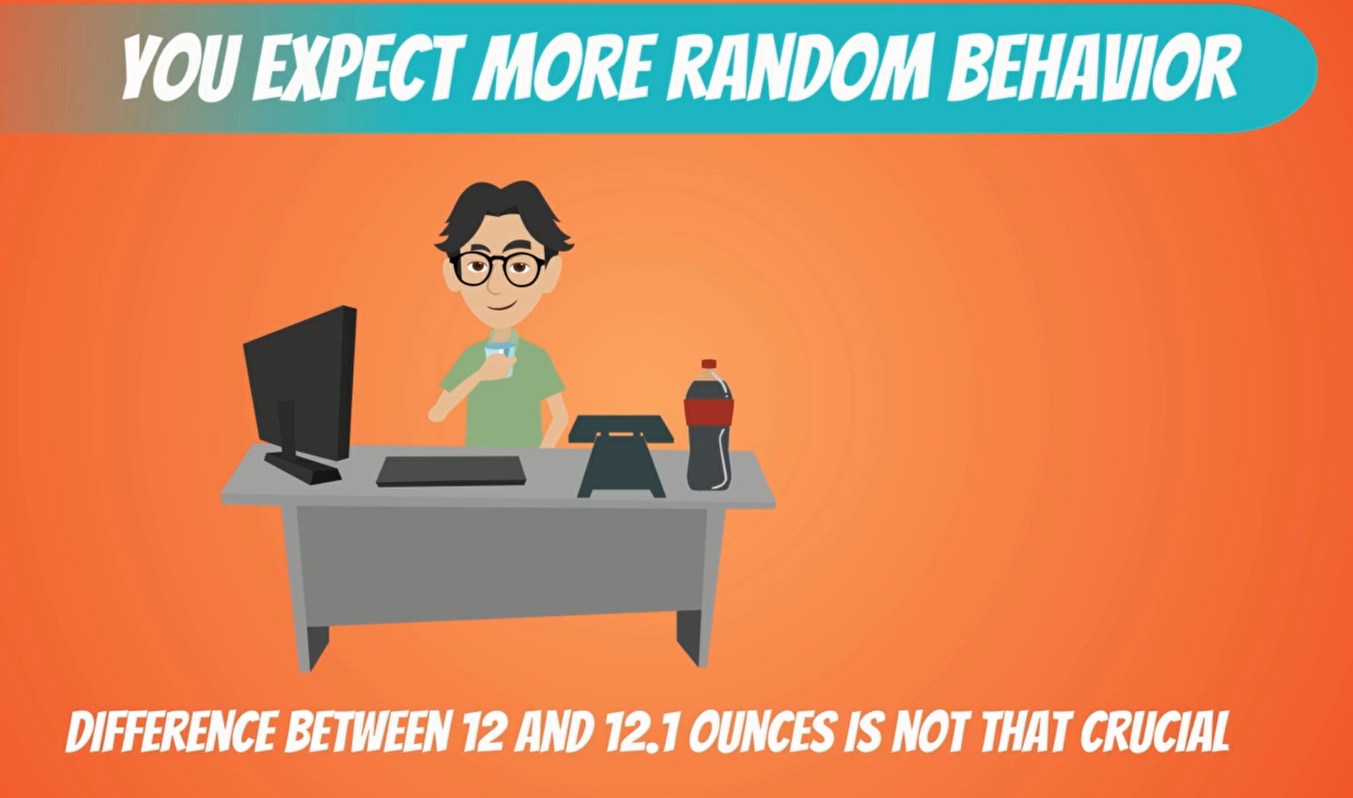 YOU EXPECT MORE RANDOM BEHAVIOR
DIFFERENCE BETWEEN 12 AND 12.1 OUNCES IS NOT THAT CRUCIAL